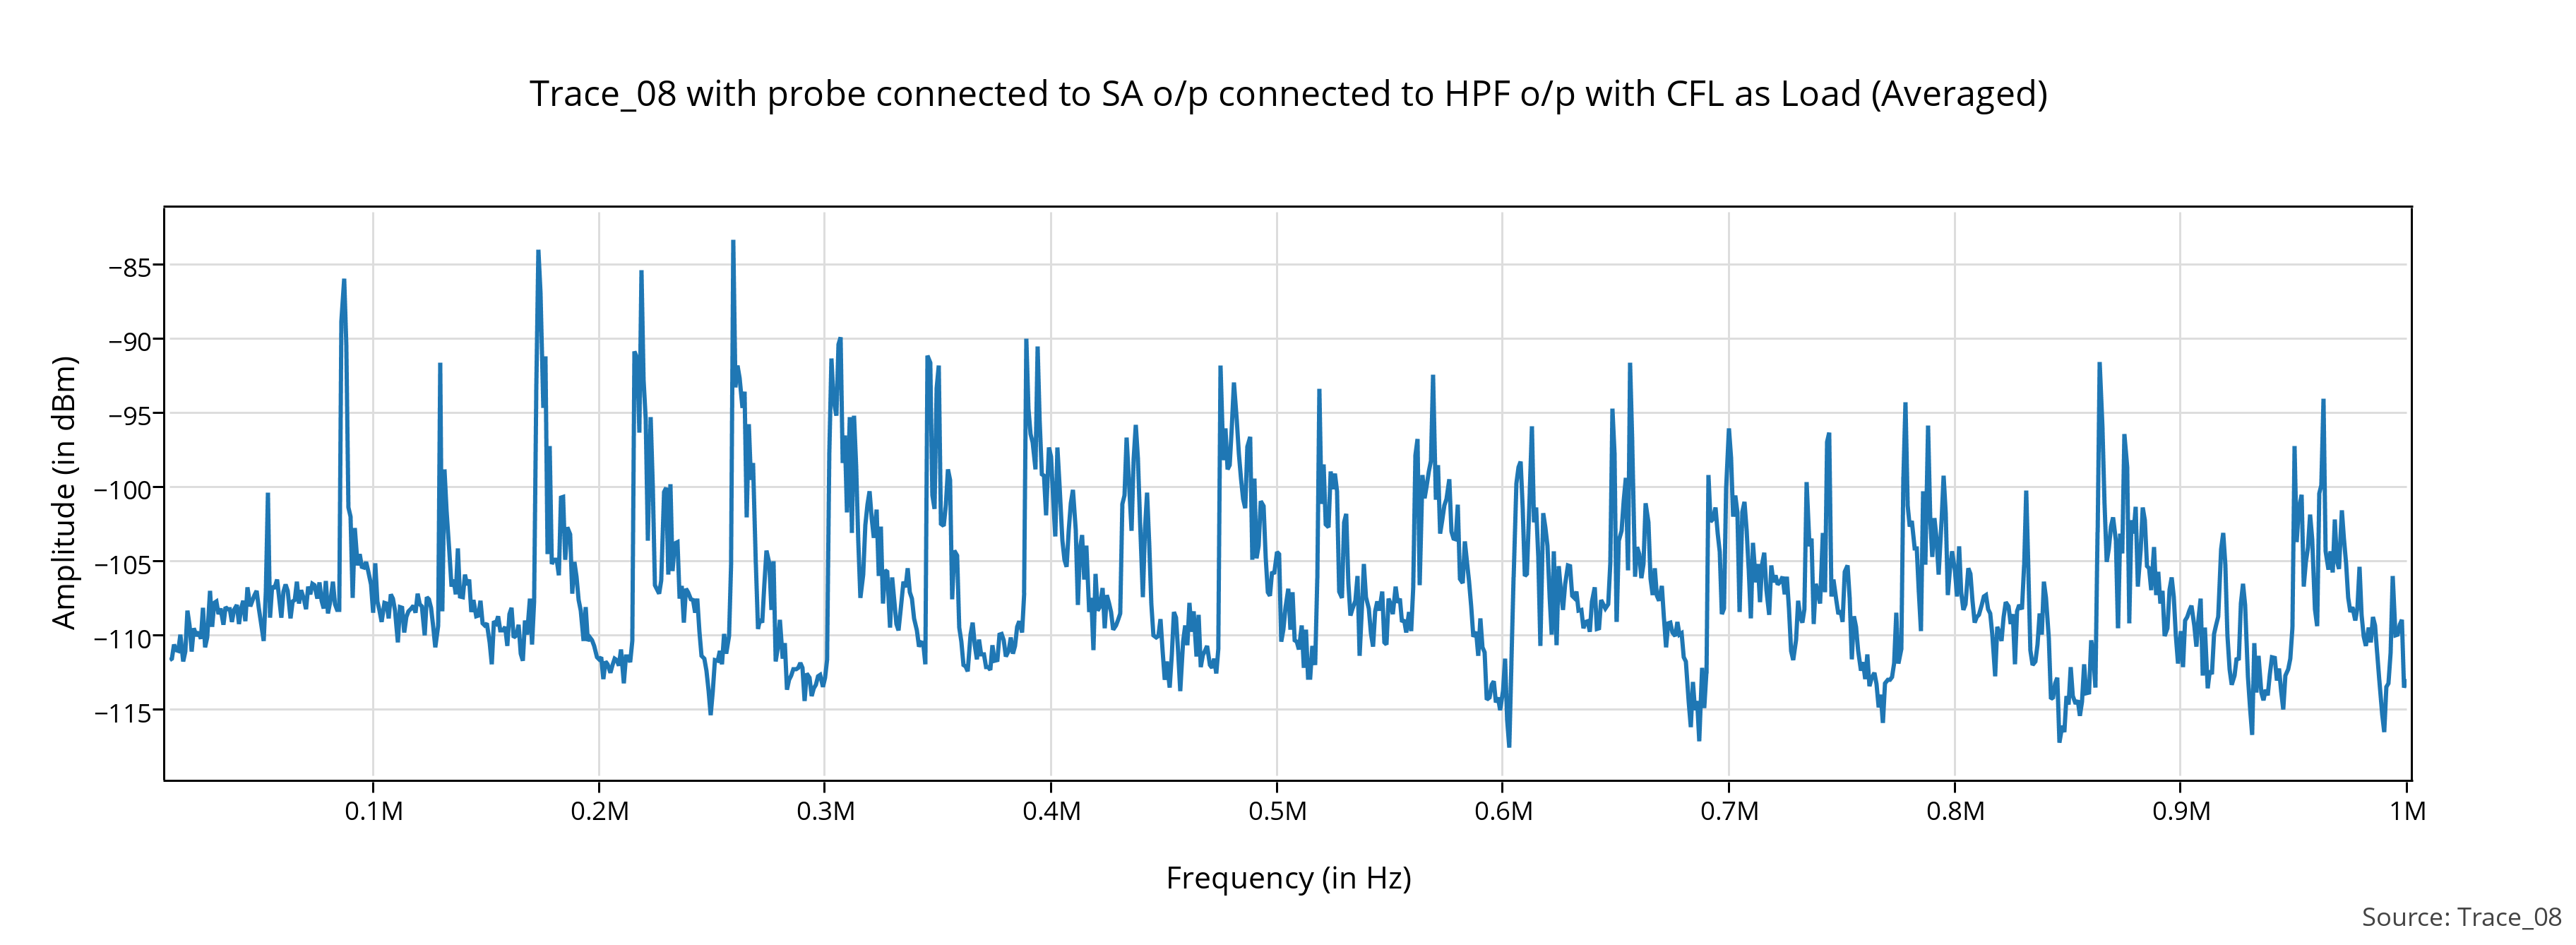 Trace_08 with probe connected to SA o/p connected to HPF o/p with CFL as Load (Averaged)
Amplitude (in dBm)
−85
−90
−95
−100
−105
−110
−115
0.1M 0.2M 0.3M 0.4M 0.5M 0.6M 0.7M 0.8M 0.9M 1M
Frequency (in Hz)
Source: Trace_08